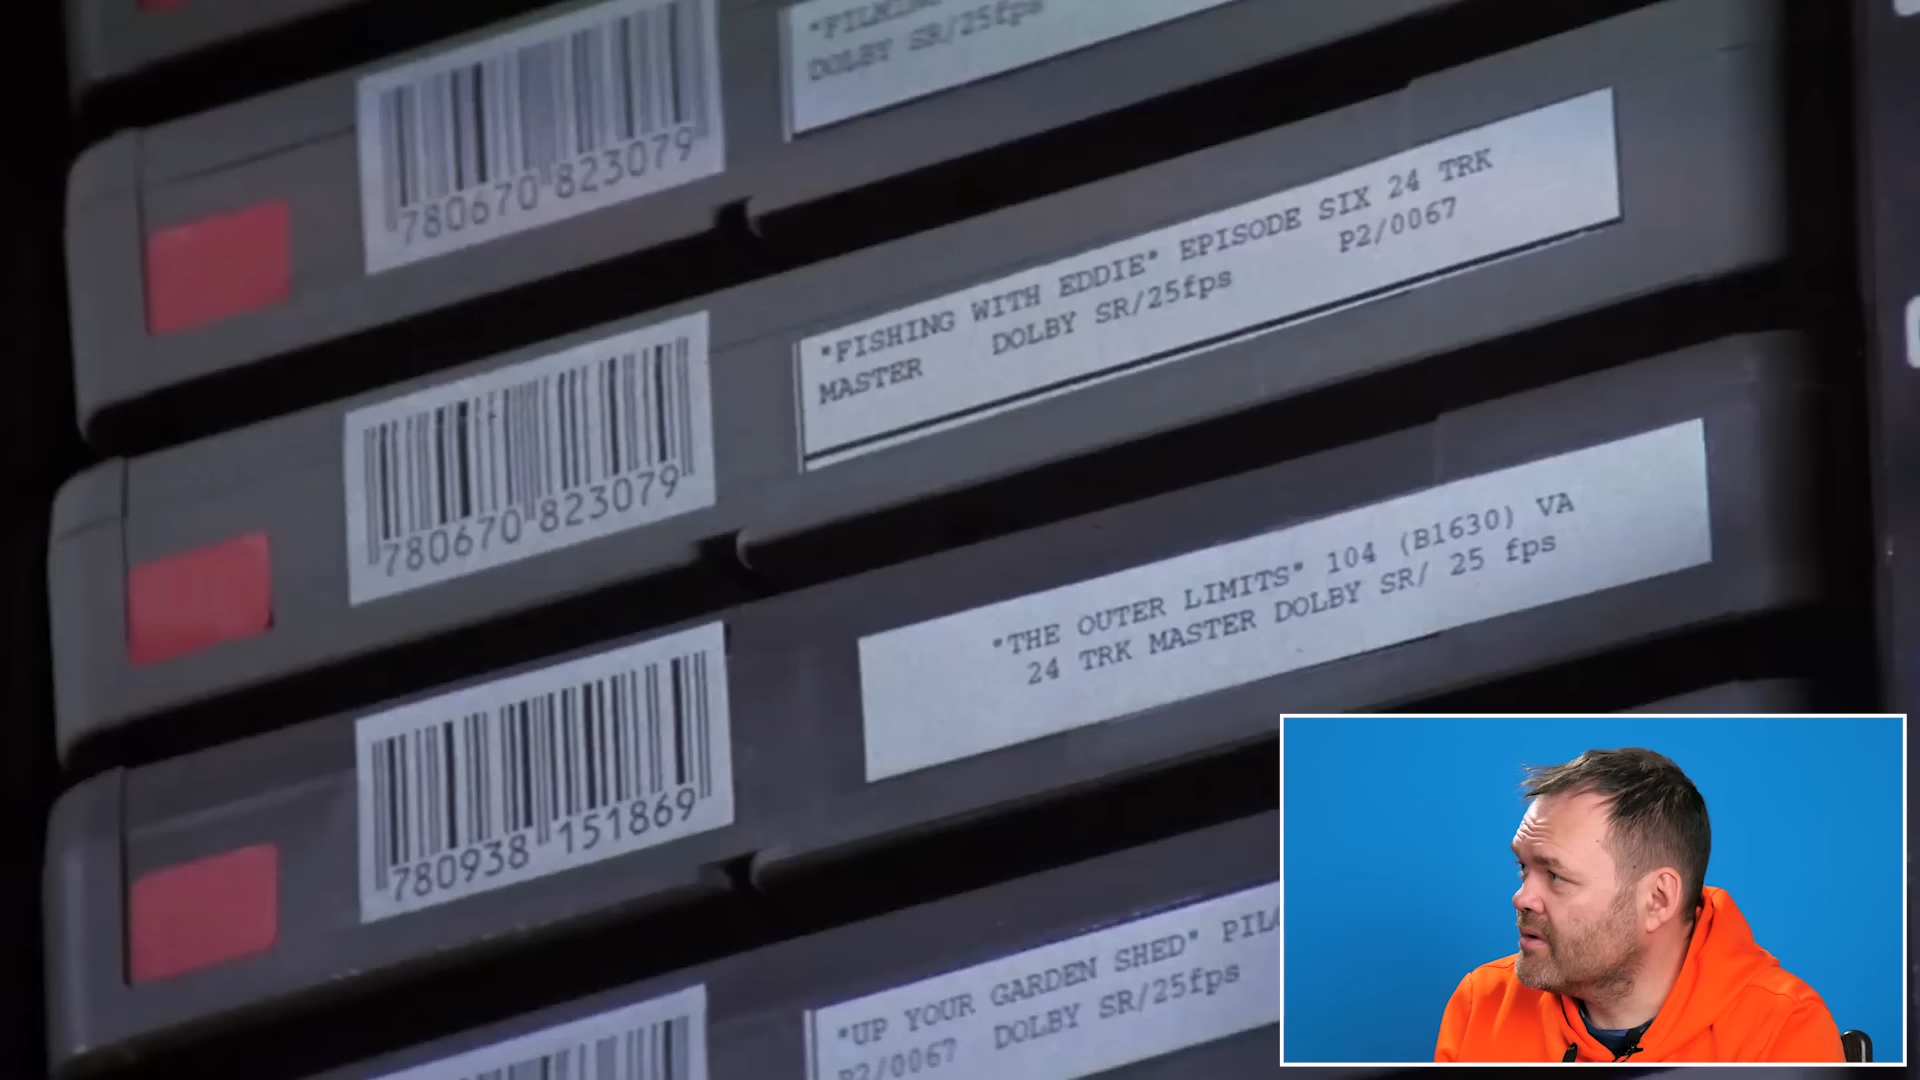 DOLBY SR/25fps
780670 823079
"FISHING WITH EDDIE" EPISODE SIX 24 TRK
MASTER DOLBY SR/25fps P2/0067
780670 823079
"THE OUTER LIMITS" 104 (B1630) VA
24 TRK MASTER DOLBY SR/ 25 fps
780938 151869
"UP YOUR GARDEN SHED"
P2/0067 DOLBY SR/25fps